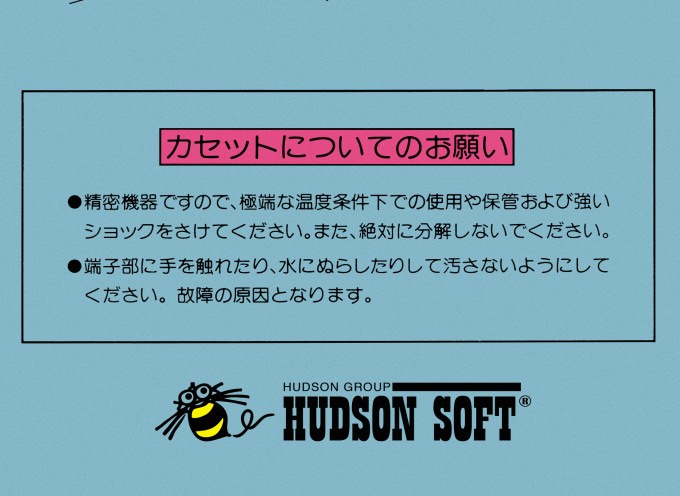 カセットについてのお願い
●精密機器ですので、極端な温度条件下での使用や保管および強い
ショックをさけてください。また、絶対に分解しないでください。
●端子部に手を触れたり、水にぬらしたりして汚さないようにして
ください。故障の原因となります。
HUDSON GROUP
HUDSON SOFT®